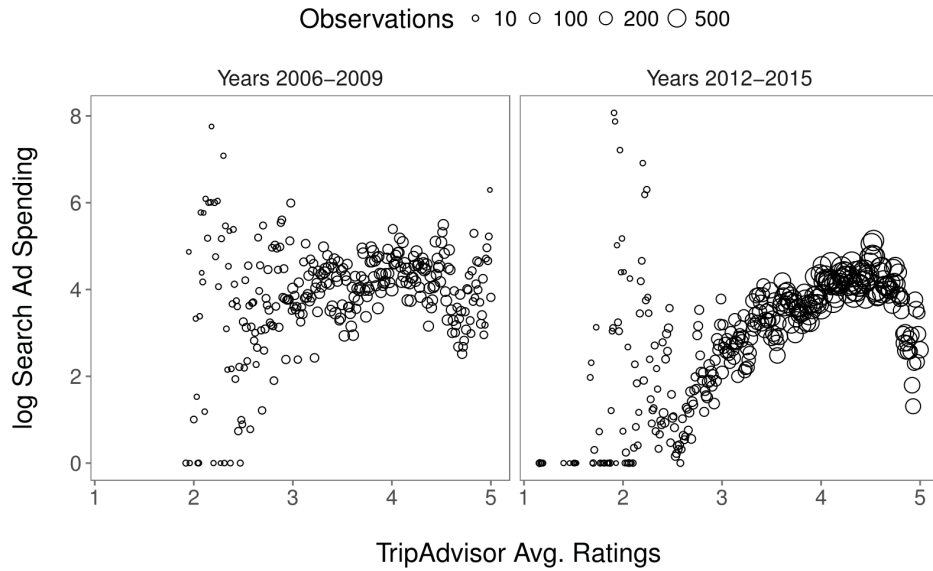 Observations 10 100 200 500
Years 2006−2009 Years 2012−2015
8
6
4
2
0
log Search Ad Spending
1 2 3 4 5 1 2 3 4 5
TripAdvisor Avg. Ratings